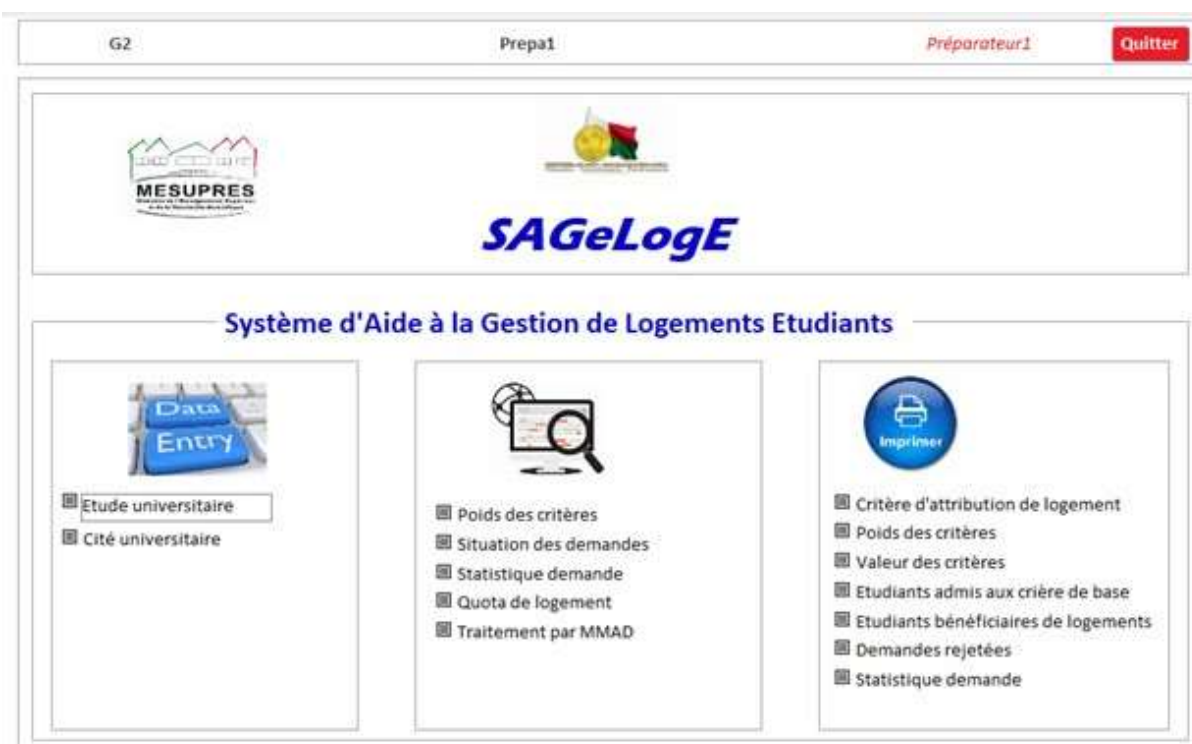 G2 Prepa1 Préparateur1 Quitter
MESUPRES
SAGeLogE
Système d'Aide à la Gestion de Logements Etudiants
Data
Entry
Etude universitaire
Cité universitaire
Poids des critères
Situation des demandes
Statistique demande
Quota de logement
Traitement par MMAD
Imprimer
Critère d'attribution de logement
Poids des critères
Valeur des critères
Etudiants admis aux crière de base
Etudiants bénéficiaires de logements
Demandes rejetées
Statistique demande